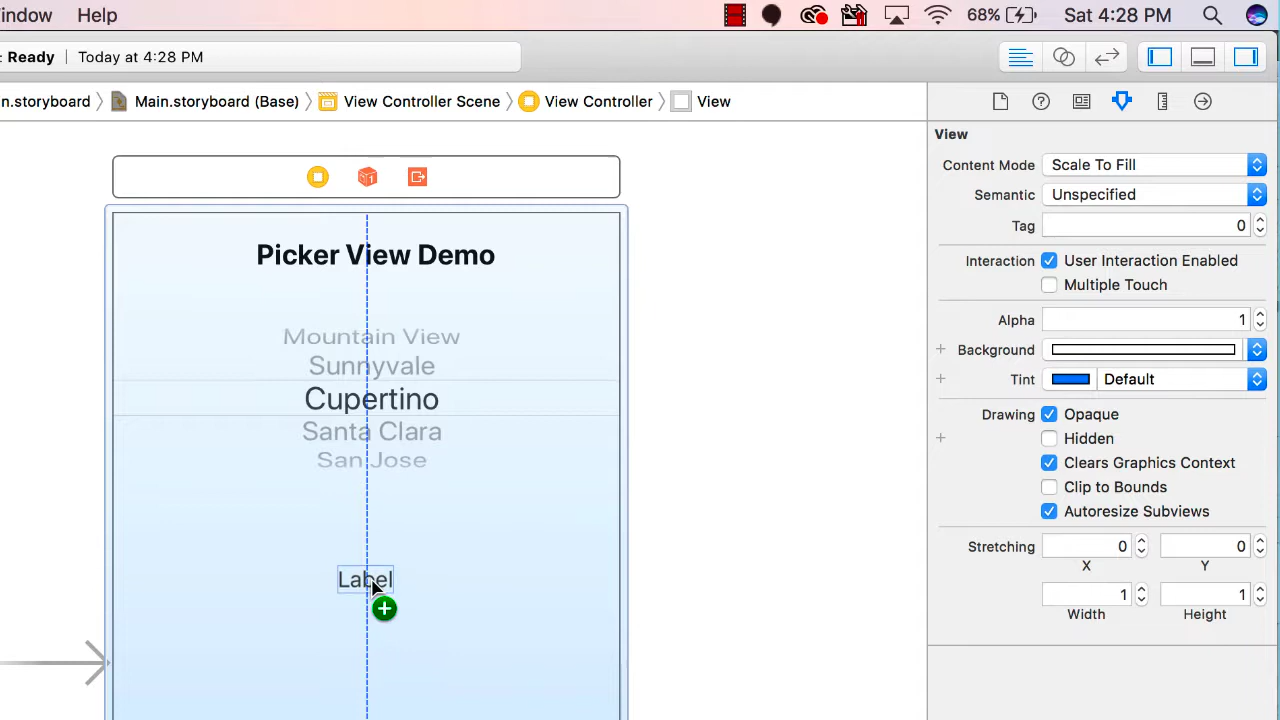 indow Help 68% Sat 4:28 PM
: Ready | Today at 4:28 PM
n.storyboard Main.storyboard (Base) View Controller Scene View Controller View
View
Content Mode Scale To Fill
Semantic Unspecified
Tag 0
Interaction User Interaction Enabled
Multiple Touch
Alpha 1
Background
Tint Default
Drawing Opaque
Hidden
Clears Graphics Context
Clip to Bounds
Autoresize Subviews
Stretching 0 0
X Y
1 1
Width Height
1
Picker View Demo
Mountain View
Sunnyvale
Cupertino
Santa Clara
San Jose
Label